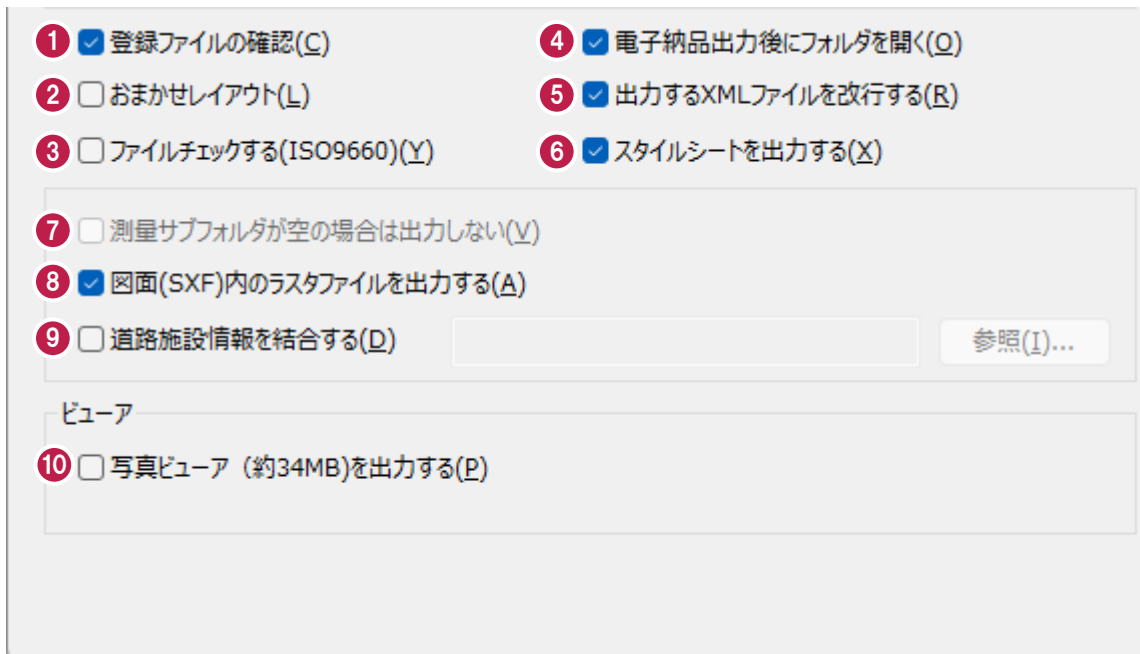 1 登録ファイルの確認(C)
2 おまかせレイアウト(L)
3 ファイルチェックする(ISO9660)(Y)
4 電子納品出力後にフォルダを開く(O)
5 出力するXMLファイルを改行する(R)
6 スタイルシートを出力する(X)
7 測量サブフォルダが空の場合は出力しない(V)
8 図面(SXF)内のラスタファイルを出力する(A)
9 道路施設情報を結合する(D)
参照(I)...
ビューア
10 写真ビューア (約34MB)を出力する(P)